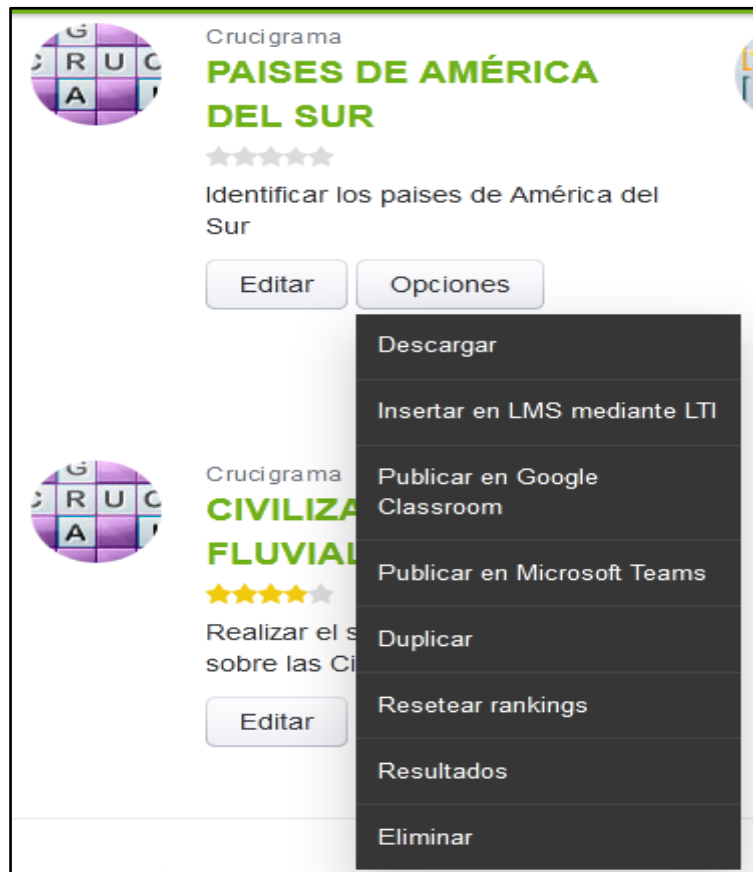 G
C R U C
A
Crucigrama
PAISES DE AMÉRICA
DEL SUR
Identificar los paises de América del
Sur
Editar
Opciones
Descargar
Insertar en LMS mediante LTI
Publicar en Google
Classroom
Publicar en Microsoft Teams
Duplicar
Resetear rankings
Resultados
Eliminar
G
C R U C
A
Crucigrama
CIVILIZA
FLUVIAL
Realizar el s
sobre las Ci
Editar